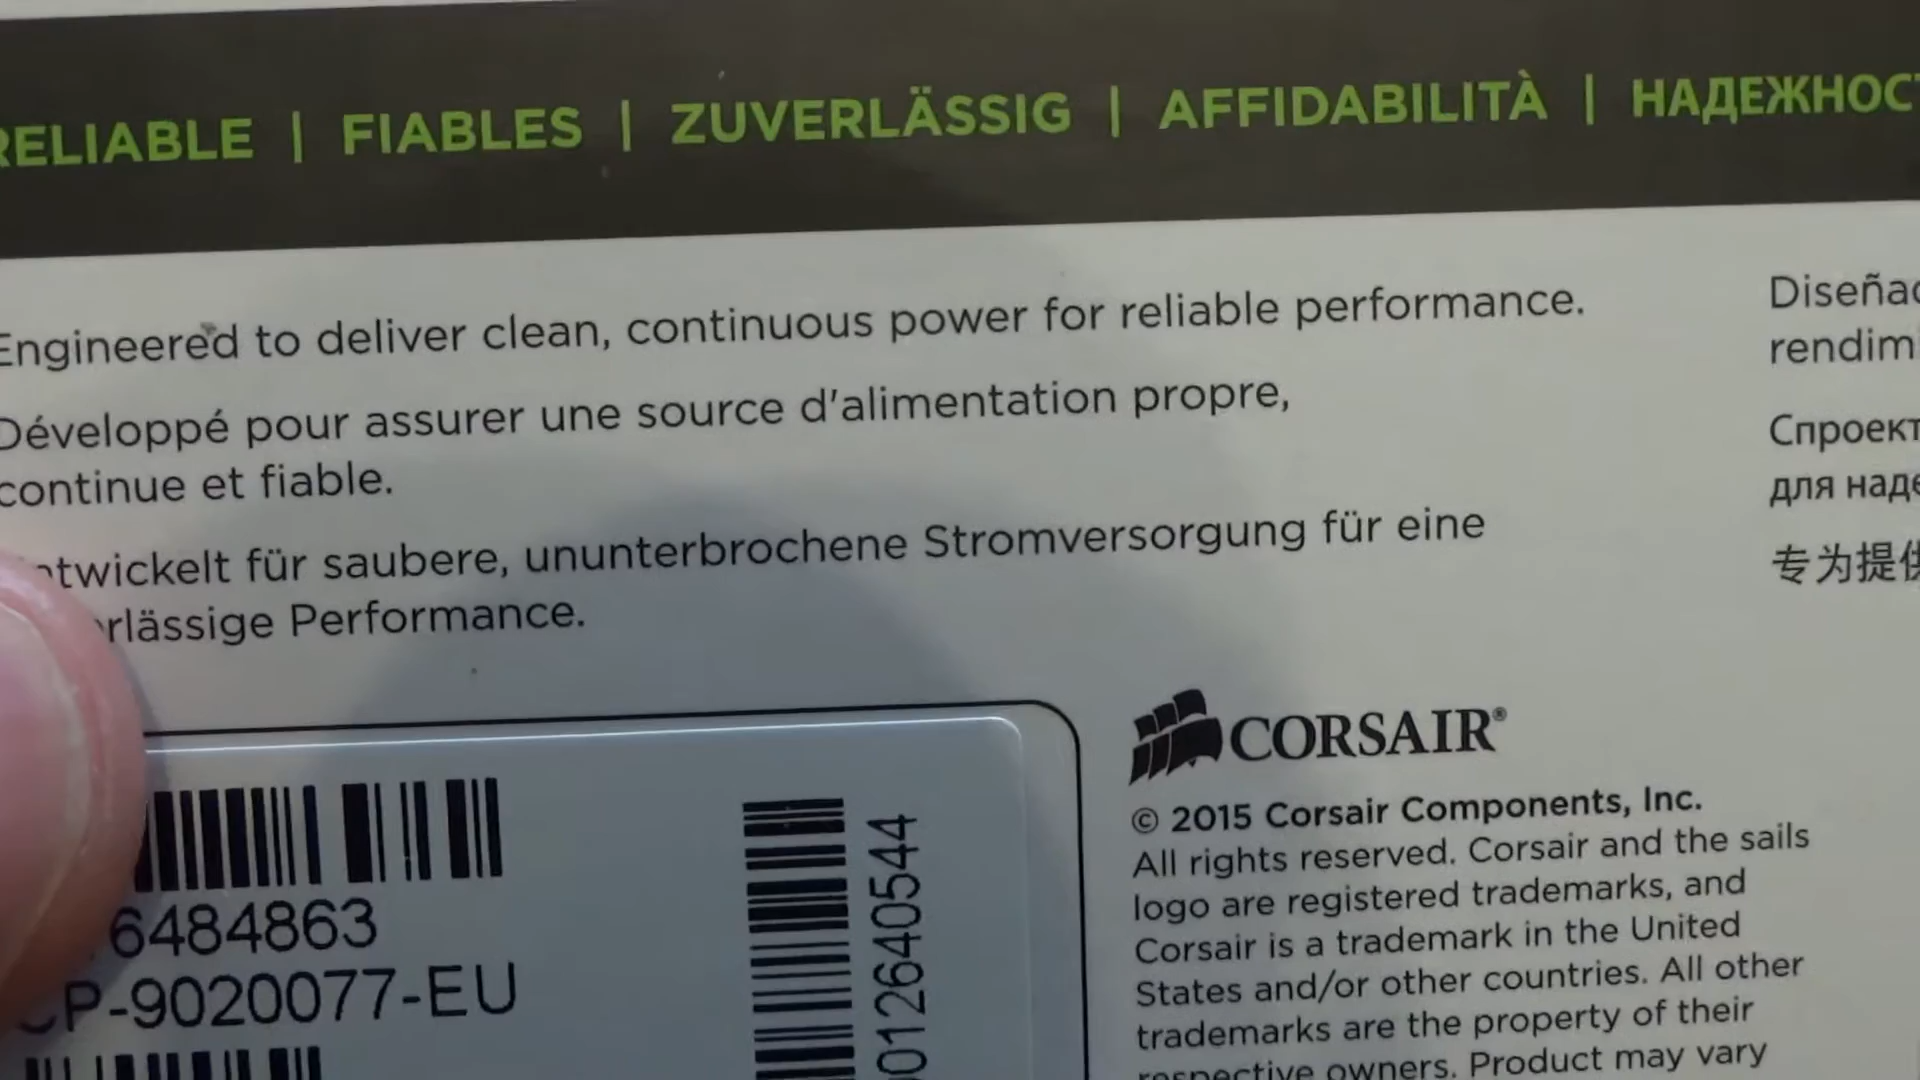 RELIABLE | FIABLES | ZUVERLÄSSIG | AFFIDABILITÀ | НАДЕЖНОСТ
Engineered to deliver clean, continuous power for reliable performance.
Développé pour assurer une source d'alimentation propre,
continue et fiable.
ntwickelt für saubere, ununterbrochene Stromversorgung für eine
rlässige Performance.
Diseñad
rendimi
Спроект
для наде
专为提供
6484863
CP-9020077-EU
0012640544
CORSAIR®
© 2015 Corsair Components, Inc.
All rights reserved. Corsair and the sails
logo are registered trademarks, and
Corsair is a trademark in the United
States and/or other countries. All other
trademarks are the property of their
respective owners. Product may vary